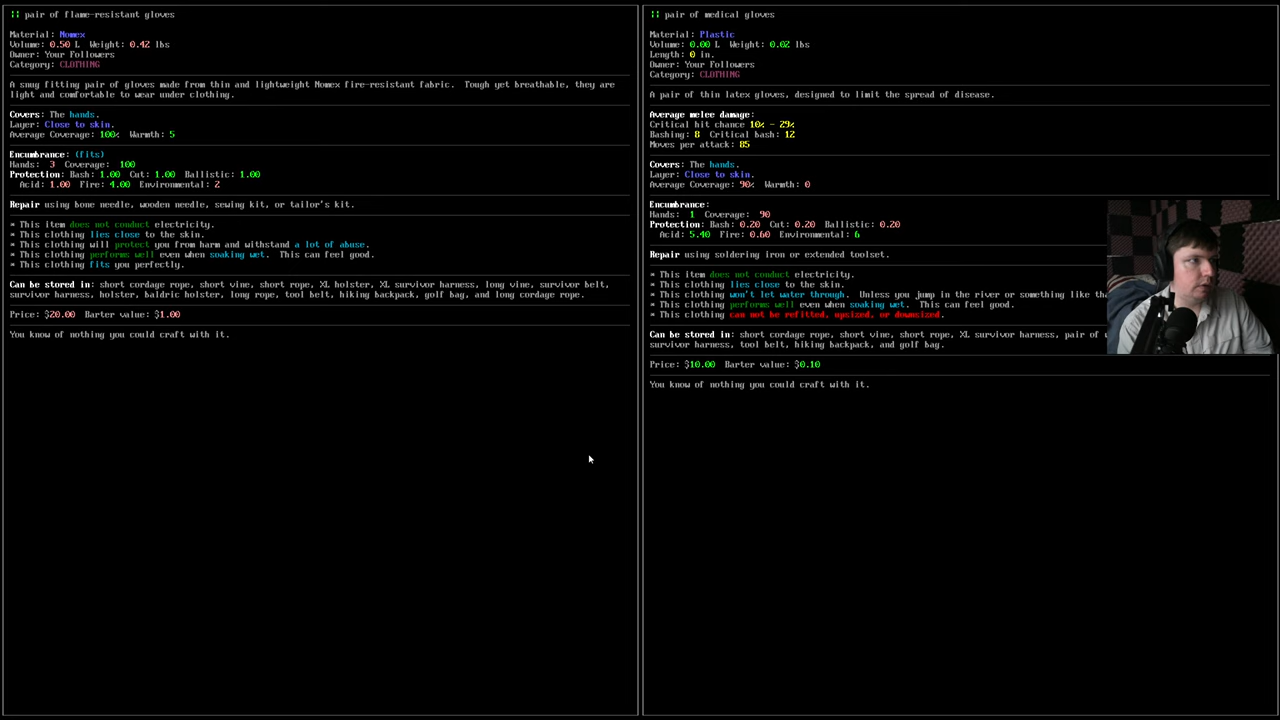 || pair of flame-resistant gloves
Material: Nomex
Volume: 0.50 L  Weight: 0.42 lbs
Owner: Your Followers
Category: CLOTHING
A snug fitting pair of gloves made from thin and lightweight Nomex fire-resistant fabric.  Tough yet breathable, they are
light and comfortable to wear under clothing.
Covers: The hands.
Layer: Close to skin.
Average Coverage: 100%  Warmth: 5
Encumbrance: (fits)
Hands:  3  Coverage:  100
Protection: Bash: 1.00  Cut: 1.00  Ballistic: 1.00
Acid: 1.00  Fire: 4.00  Environmental: 2
Repair using bone needle, wooden needle, sewing kit, or tailor's kit.
* This item does not conduct electricity.
* This clothing lies close to the skin.
* This clothing will protect you from harm and withstand a lot of abuse.
* This clothing performs well even when soaking wet.  This can feel good.
* This clothing fits you perfectly.
Can be stored in: short cordage rope, short vine, short rope, XL holster, XL survivor harness, long vine, survivor belt,
survivor harness, holster, baldric holster, long rope, tool belt, hiking backpack, golf bag, and long cordage rope.
Price: $20.00  Barter value: $1.00
You know of nothing you could craft with it.
|| pair of medical gloves
Material: Plastic
Volume: 0.00 L  Weight: 0.02 lbs
Length: 0 in.
Owner: Your Followers
Category: CLOTHING
A pair of thin latex gloves, designed to limit the spread of disease.
Average melee damage:
Critical hit chance 10% - 29%
Bashing: 8  Critical bash: 12
Moves per attack: 85
Covers: The hands.
Layer: Close to skin.
Average Coverage: 90%  Warmth: 0
Encumbrance:
Hands:  1  Coverage:  90
Protection: Bash: 0.20  Cut: 0.20  Ballistic: 0.20
Acid: 5.40  Fire: 0.60  Environmental: 6
Repair using soldering iron or extended toolset.
* This item does not conduct electricity.
* This clothing lies close to the skin.
* This clothing won't let water through.  Unless you jump in the river or something like tha
* This clothing performs well even when soaking wet.  This can feel good.
* This clothing can not be refitted, upsized, or downsized.
Can be stored in: short cordage rope, short vine, short rope, XL survivor harness, pair of
survivor harness, tool belt, hiking backpack, and golf bag.
Price: $10.00  Barter value: $0.10
You know of nothing you could craft with it.